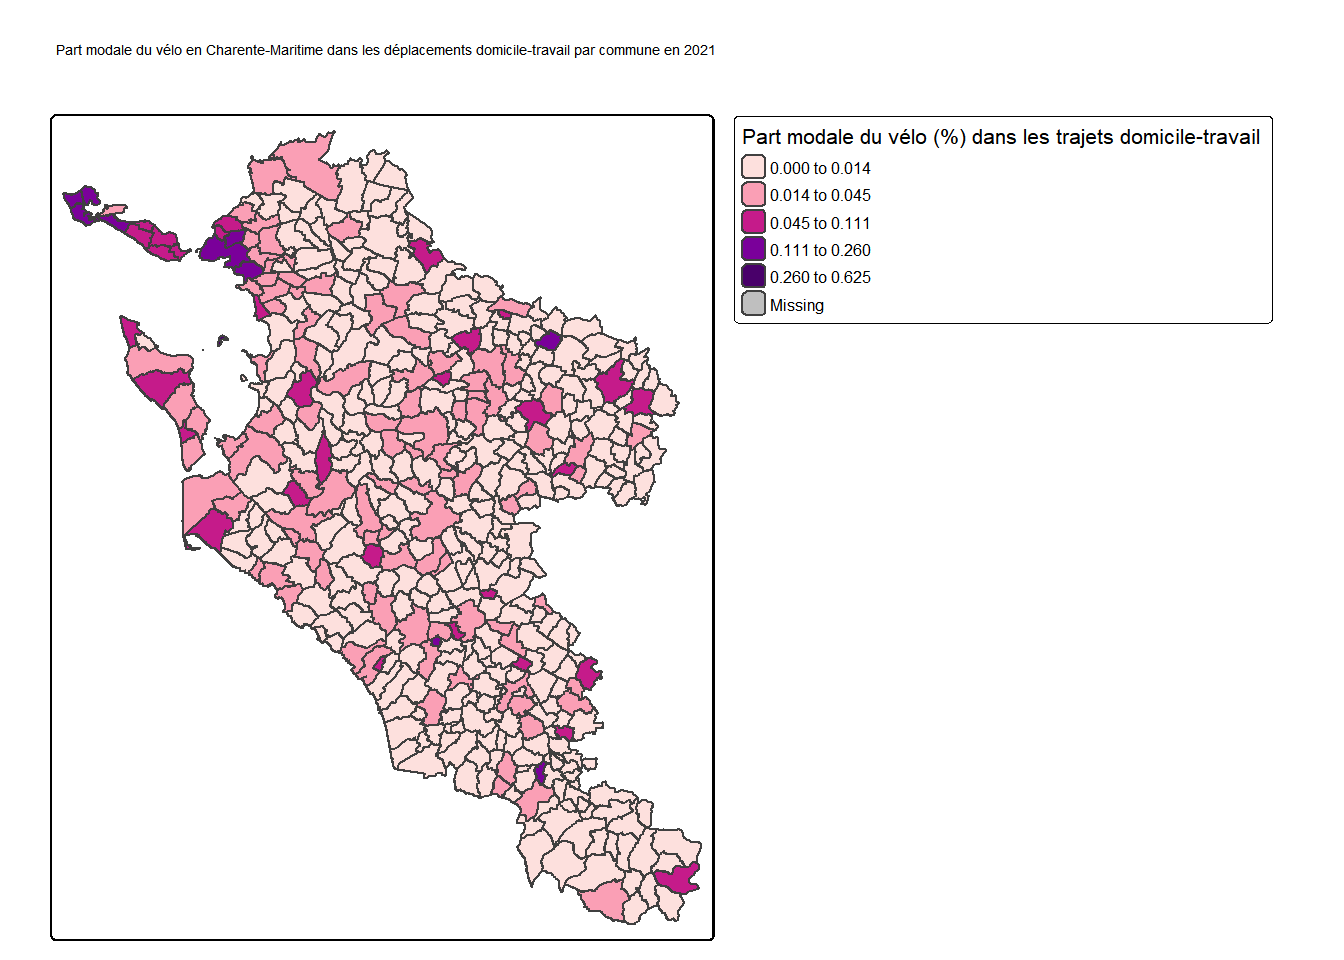 Part modale du vélo en Charente-Maritime dans les déplacements domicile-travail par commune en 2021
Part modale du vélo (%) dans les trajets domicile-travail
0.000 to 0.014
0.014 to 0.045
0.045 to 0.111
0.111 to 0.260
0.260 to 0.625
Missing